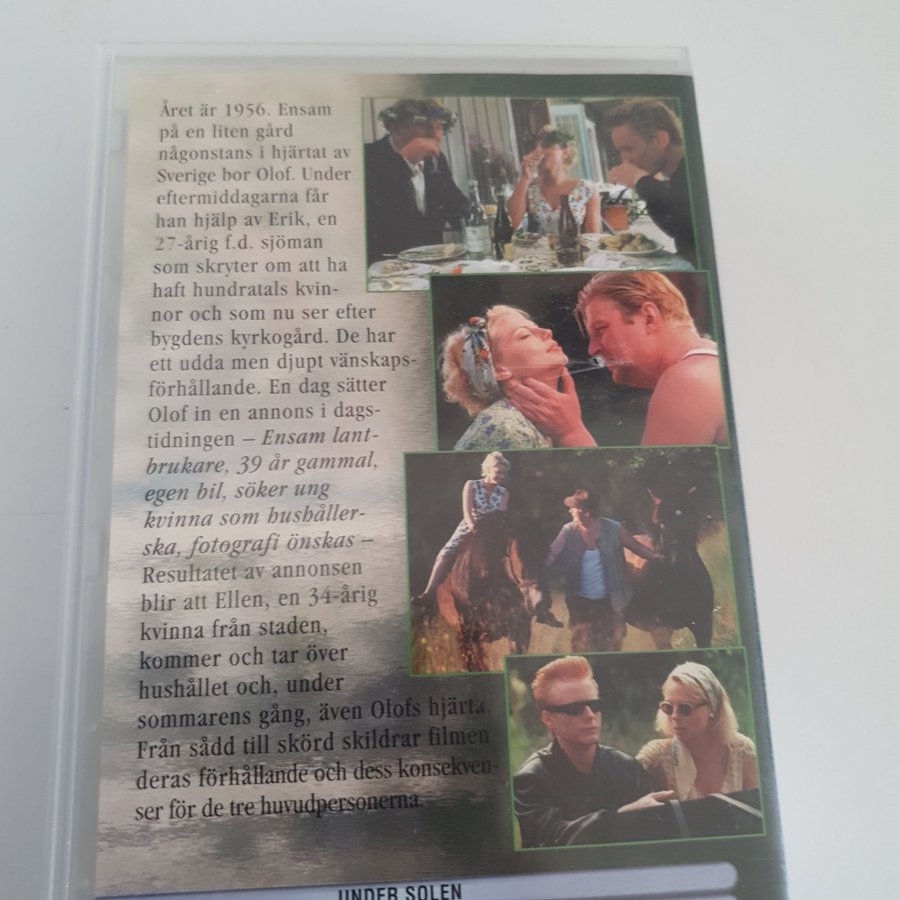 Året är 1956. Ensam
på en liten gård
någonstans i hjärtat av
Sverige bor Olof. Under
eftermiddagarna får
han hjälp av Erik, en
27-årig f.d. sjöman
som skryter om att ha
haft hundratals kvin-
nor och som nu ser efter
bygdens kyrkogård. De har
ett udda men djupt vänskaps-
förhållande. En dag sätter
Olof in en annons i dags-
tidningen – Ensam lant-
brukare, 39 år gammal,
egen bil, söker ung
kvinna som hushåller-
ska, fotografi önskas –
Resultatet av annonsen
blir att Ellen, en 34-årig
kvinna från staden,
kommer och tar över
hushållet och, under
sommarens gång, även Olofs hjärta.
Från sådd till skörd skildrar filmen
deras förhållande och dess konsekven-
ser för de tre huvudpersonerna.
UNDER SOLEN